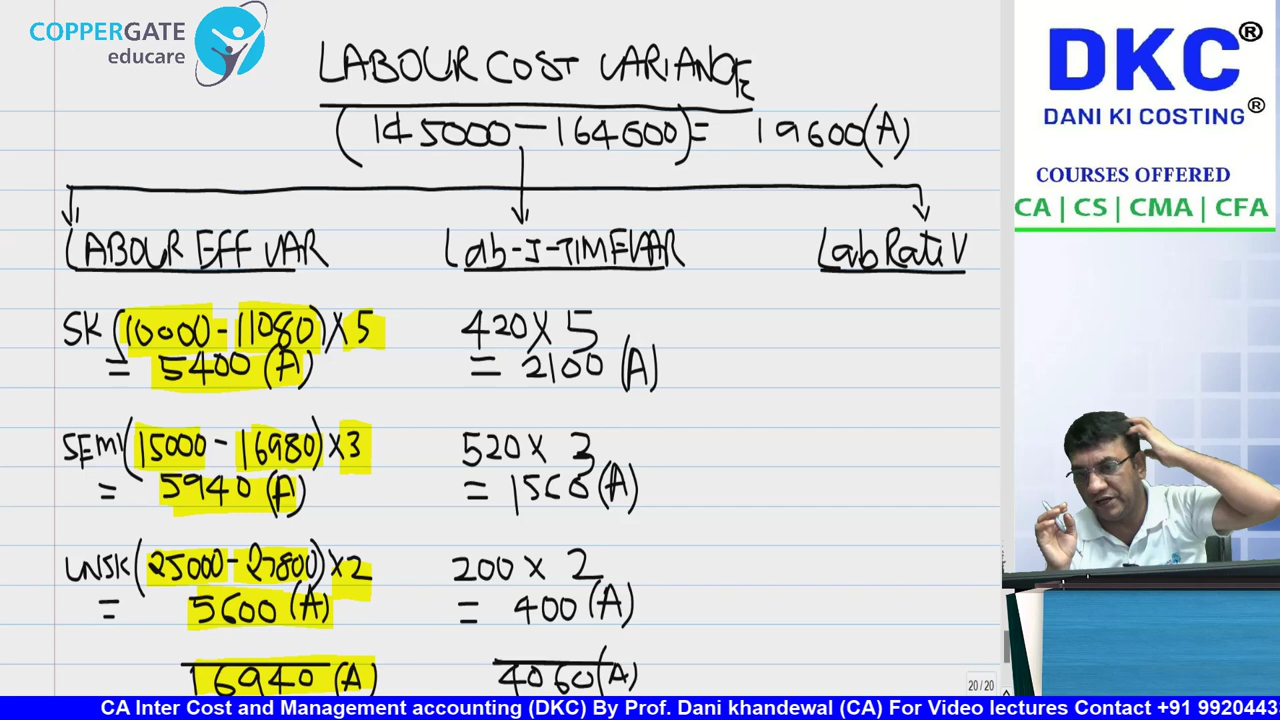 COPPERGATE
educare
LABOUR COST VARIANCE
(145000 - 164600) = 19600(A)
LABOUR EFF VAR
Lab-I-TIME VAR
Lab Rate V
SK (10000 - 11080) X 5
= 5400 (A)
420 X 5
= 2100 (A)
SEMI (15000 - 16980) X 3
= 5940 (A)
520 X 3
= 1560 (A)
UNSK (25000 - 27800) X 2
= 5600 (A)
200 X 2
= 400 (A)
16940 (A)
4060 (A)
DKC®
DANI KI COSTING®
COURSES OFFERED
CA | CS | CMA | CFA
20 / 20
CA Inter Cost and Management accounting (DKC) By Prof. Dani khandewal (CA) For Video lectures Contact +91 9920443